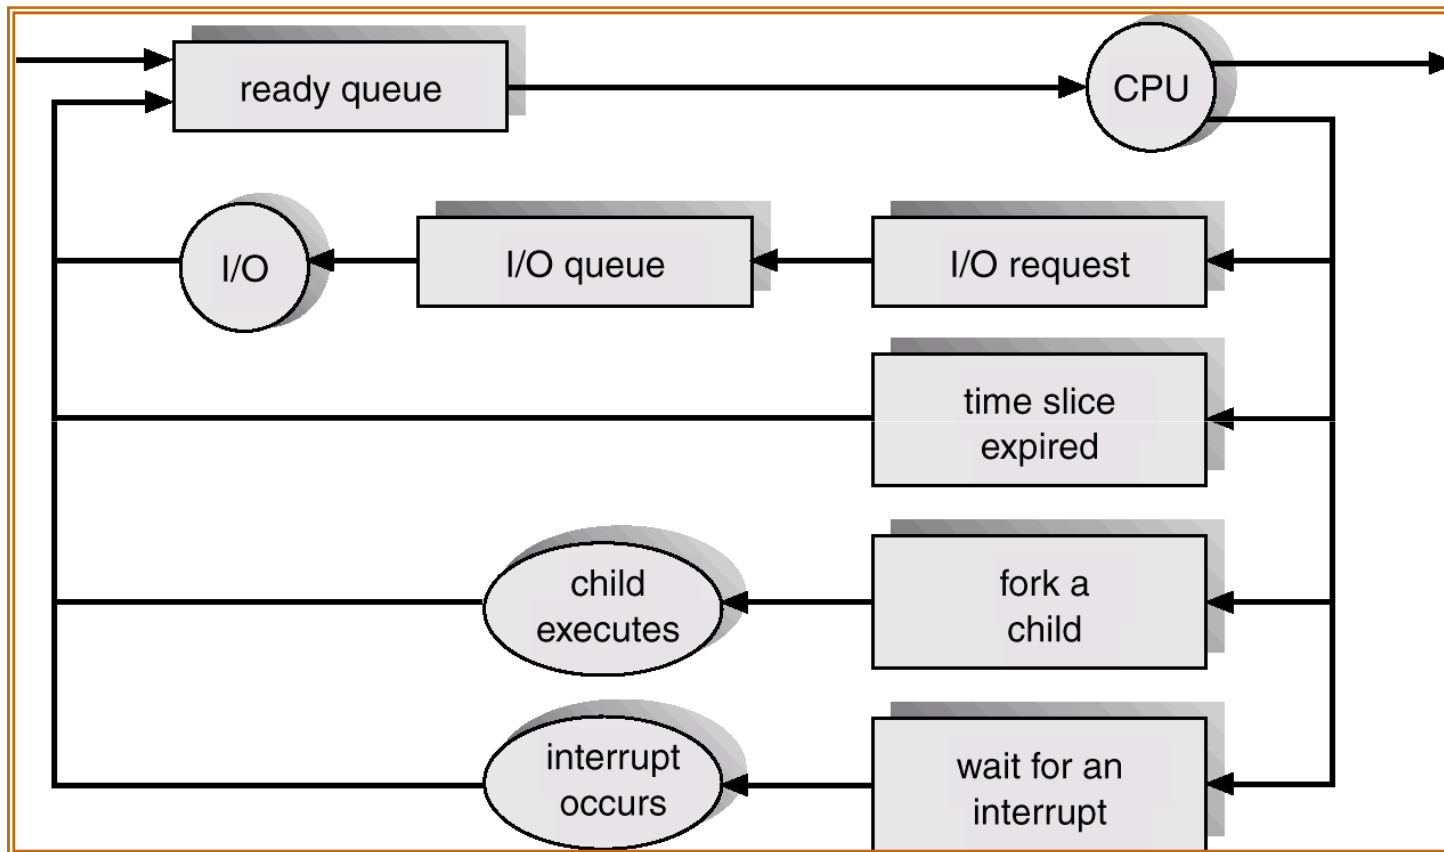 ready queue
CPU
I/O
I/O queue
I/O request
time slice
expired
child
executes
fork a
child
interrupt
occurs
wait for an
interrupt